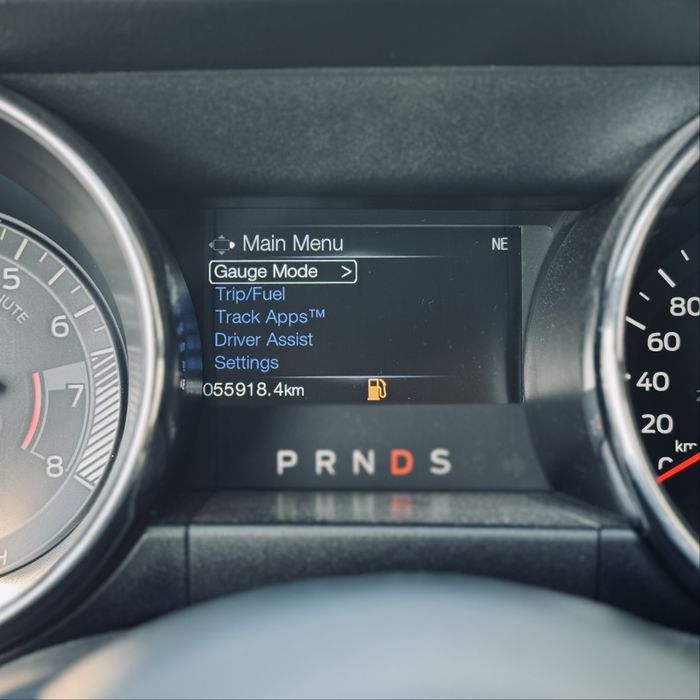 Main Menu
NE
Gauge Mode >
Trip/Fuel
Track Apps™
Driver Assist
Settings
055918.4km
P R N D S
5
6
7
8
80
60
40
20